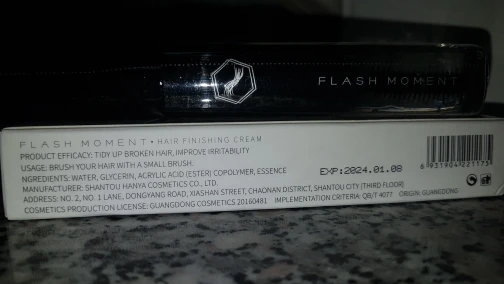 FLASH MOMENT
FLASH MOMENT • HAIR FINISHING CREAM
PRODUCT EFFICACY: TIDY UP BROKEN HAIR, IMPROVE IRRITABILITY
USAGE: BRUSH YOUR HAIR WITH A SMALL BRUSH.
INGREDIENTS: WATER, GLYCERIN, ACRYLIC ACID (ESTER) COPOLYMER, ESSENCE
EXP:2024.01.08
MANUFACTURER: SHANTOU HANYA COSMETICS CO., LTD.
ADDRESS: NO. 2, NO. 1 LANE, DONGYANG ROAD, XIASHAN STREET, CHAONAN DISTRICT, SHANTOU CITY (THIRD FLOOR)
COSMETICS PRODUCTION LICENSE: GUANGDONG COSMETICS 20160481 IMPLEMENTATION CRITERIA: QB/T 4077 ORIGIN: GUANGDONG
6 931904 221173